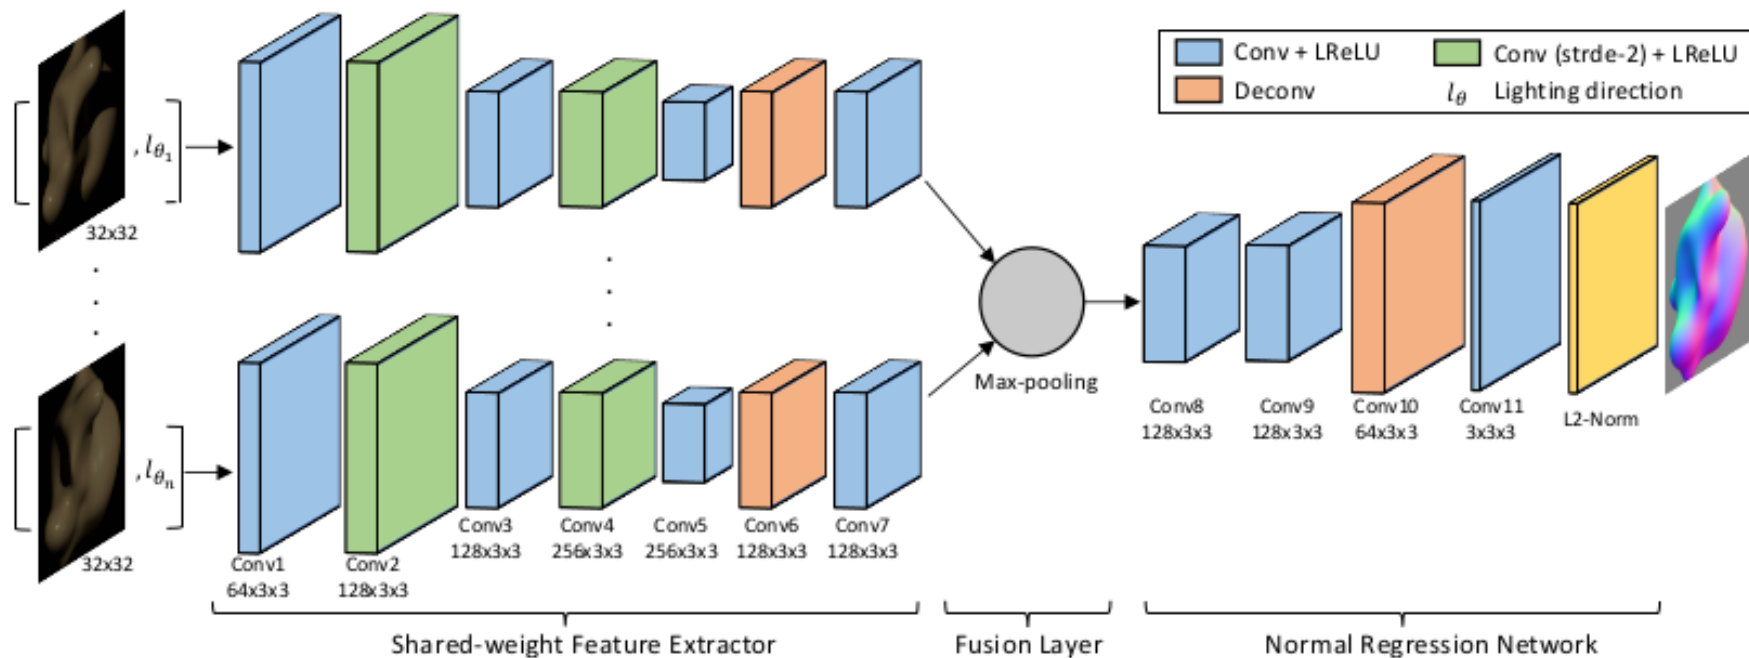 Conv + LReLU
Conv (strde-2) + LReLU
Deconv
lθ Lighting direction
, lθ1
32x32
, lθn
32x32
Conv1
64x3x3
Conv2
128x3x3
Conv3
128x3x3
Conv4
256x3x3
Conv5
256x3x3
Conv6
128x3x3
Conv7
128x3x3
Max-pooling
Conv8
128x3x3
Conv9
128x3x3
Conv10
64x3x3
Conv11
3x3x3
L2-Norm
Shared-weight Feature Extractor
Fusion Layer
Normal Regression Network